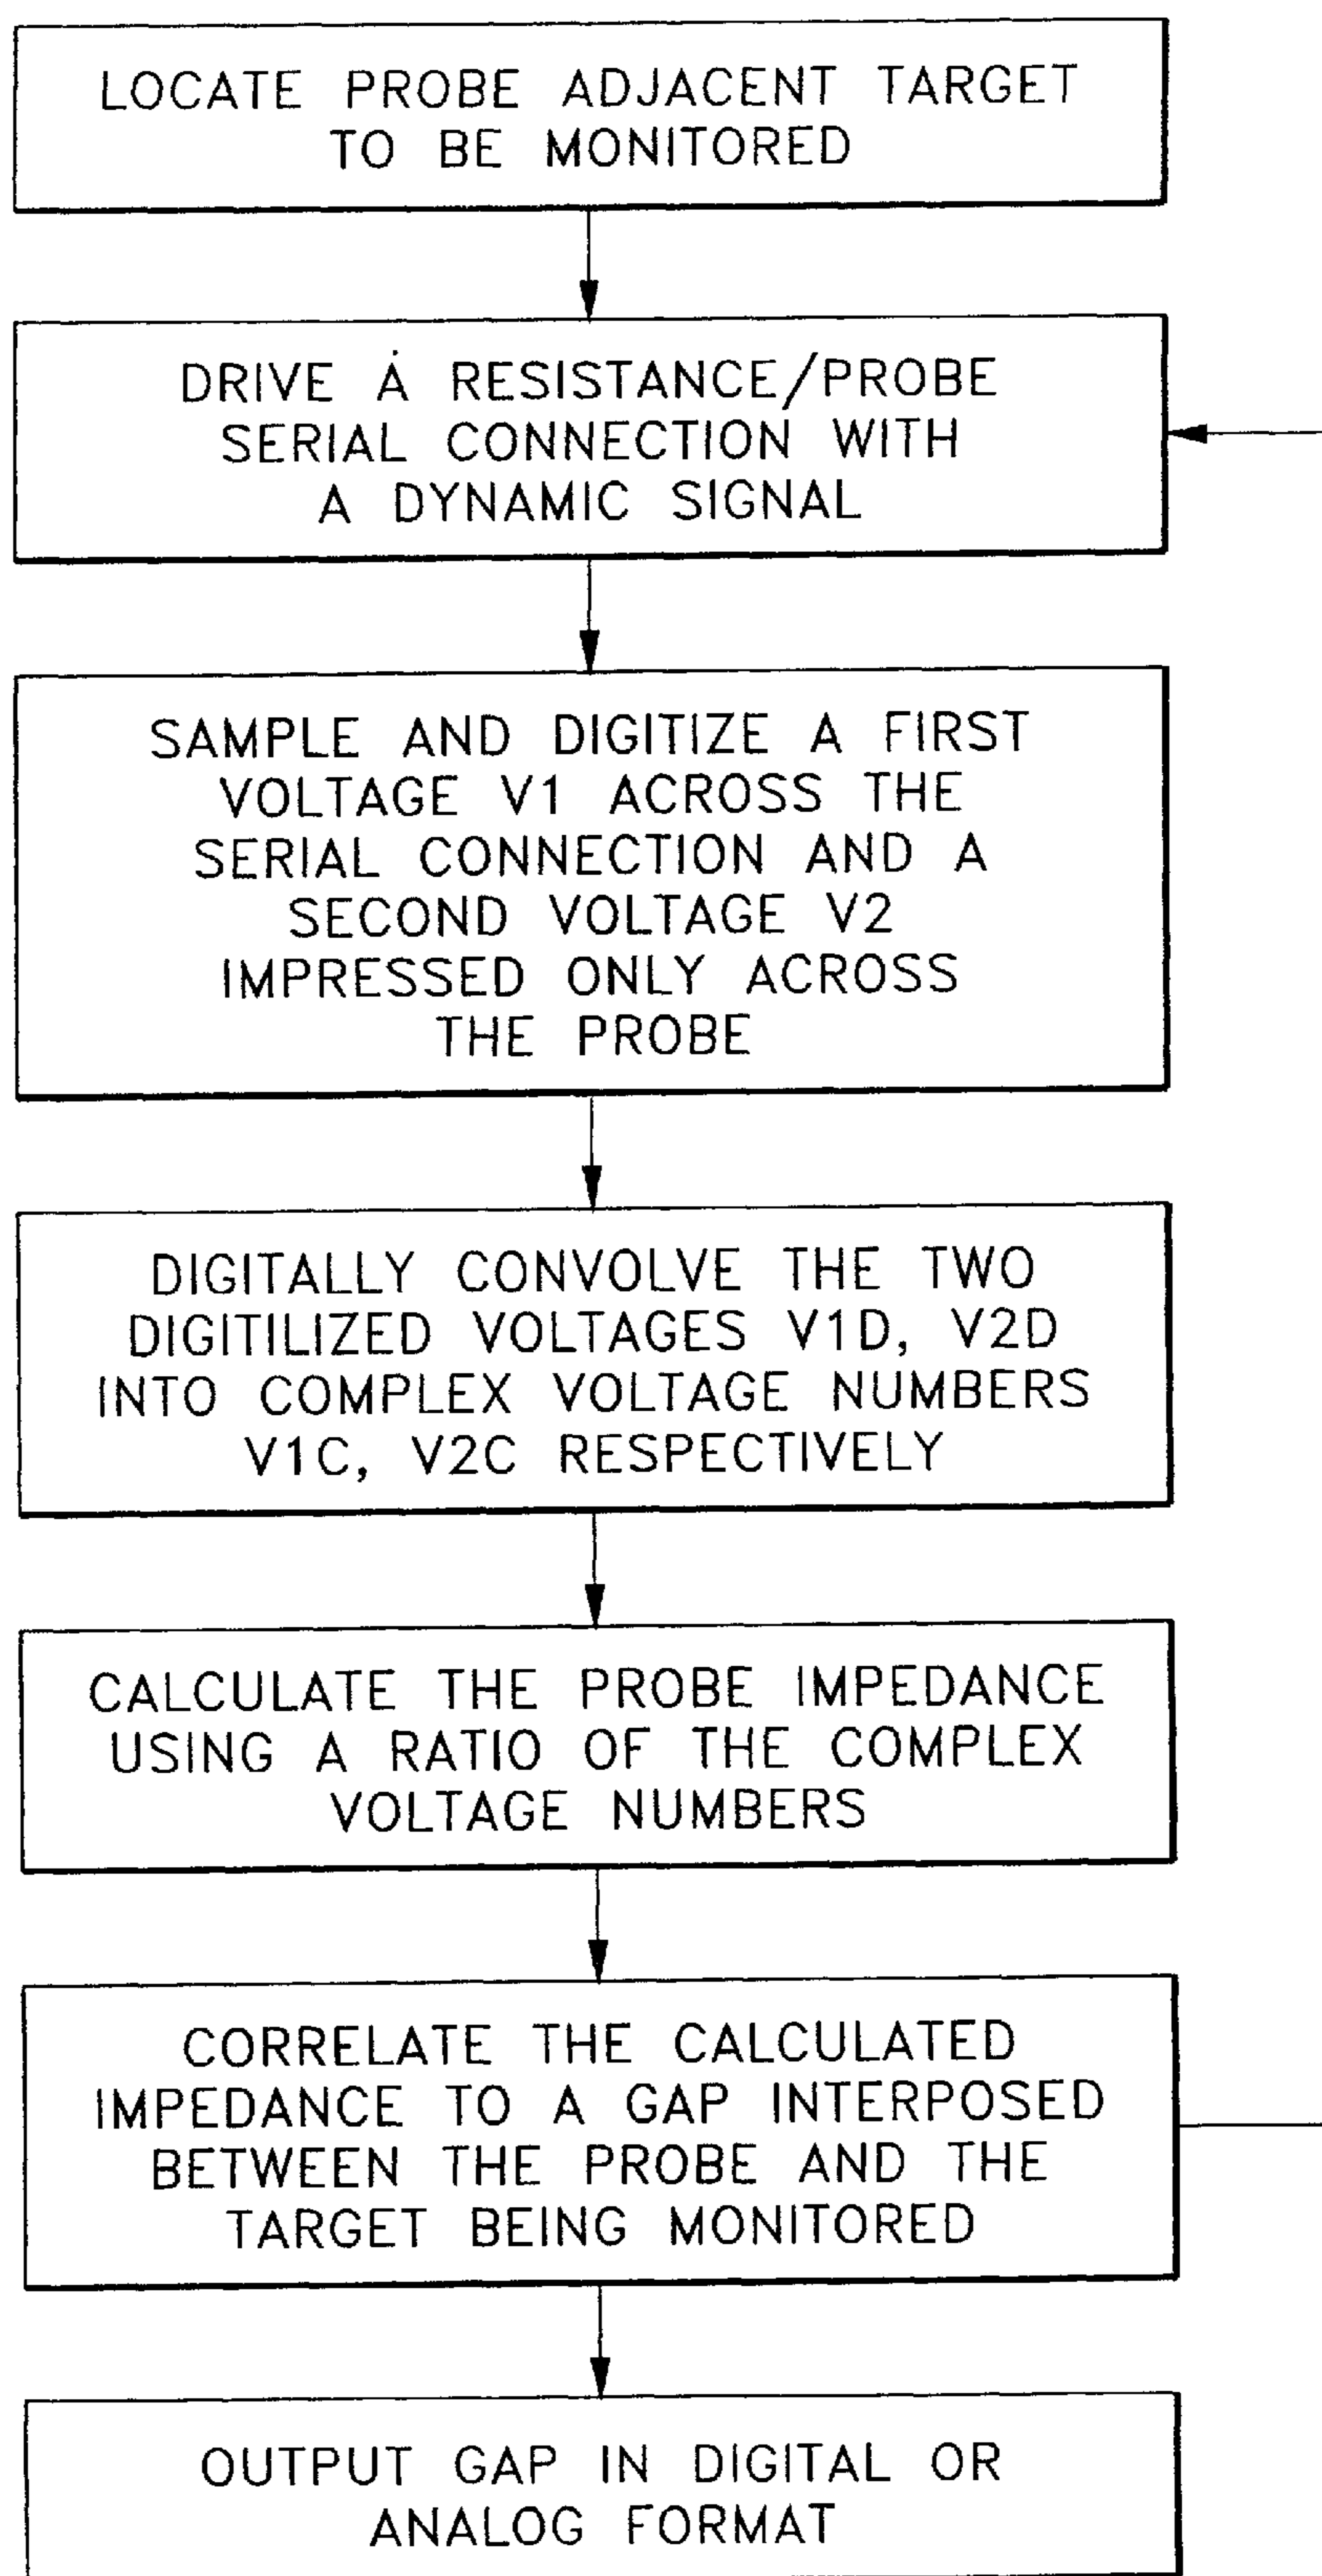 LOCATE PROBE ADJACENT TARGET
TO BE MONITORED
DRIVE A RESISTANCE/PROBE
SERIAL CONNECTION WITH
A DYNAMIC SIGNAL
SAMPLE AND DIGITIZE A FIRST
VOLTAGE V1 ACROSS THE
SERIAL CONNECTION AND A
SECOND VOLTAGE V2
IMPRESSED ONLY ACROSS
THE PROBE
DIGITALLY CONVOLVE THE TWO
DIGITILIZED VOLTAGES V1D, V2D
INTO COMPLEX VOLTAGE NUMBERS
V1C, V2C RESPECTIVELY
CALCULATE THE PROBE IMPEDANCE
USING A RATIO OF THE COMPLEX
VOLTAGE NUMBERS
CORRELATE THE CALCULATED
IMPEDANCE TO A GAP INTERPOSED
BETWEEN THE PROBE AND THE
TARGET BEING MONITORED
OUTPUT GAP IN DIGITAL OR
ANALOG FORMAT